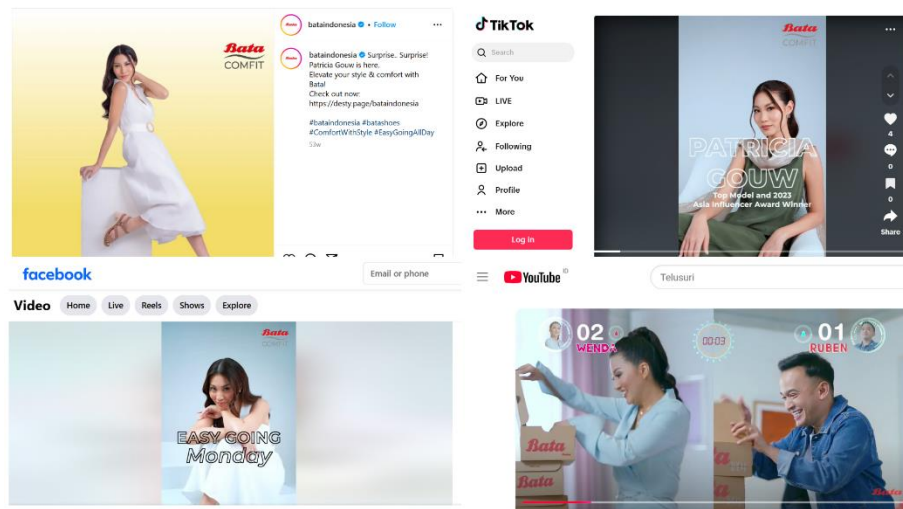 Bata
COMFIT
bataindonesia • Follow
bataindonesia Surprise.. Surprise!
Patricia Gouw is here.
Elevate your style & comfort with
Bata!
Check out now:
https://desty.page/bataindonesia
#bataindonesia #batashoes
#ComfortWithStyle #EasyGoingAllDay
53w
TikTok
Search
For You
LIVE
Explore
Following
Upload
Profile
More
Log in
Bata
COMFIT
PATRICIA
GOUW
Top Model and 2023
Asia Influencer Award Winner
4
0
0
Share
facebook
Email or phone
Video
Home
Live
Reels
Shows
Explore
Bata
COMFIT
EASY GOING
Monday
YouTube ID
Telusuri
02
WENDA
00:03
01
RUBEN
Bata
Bata
Bata